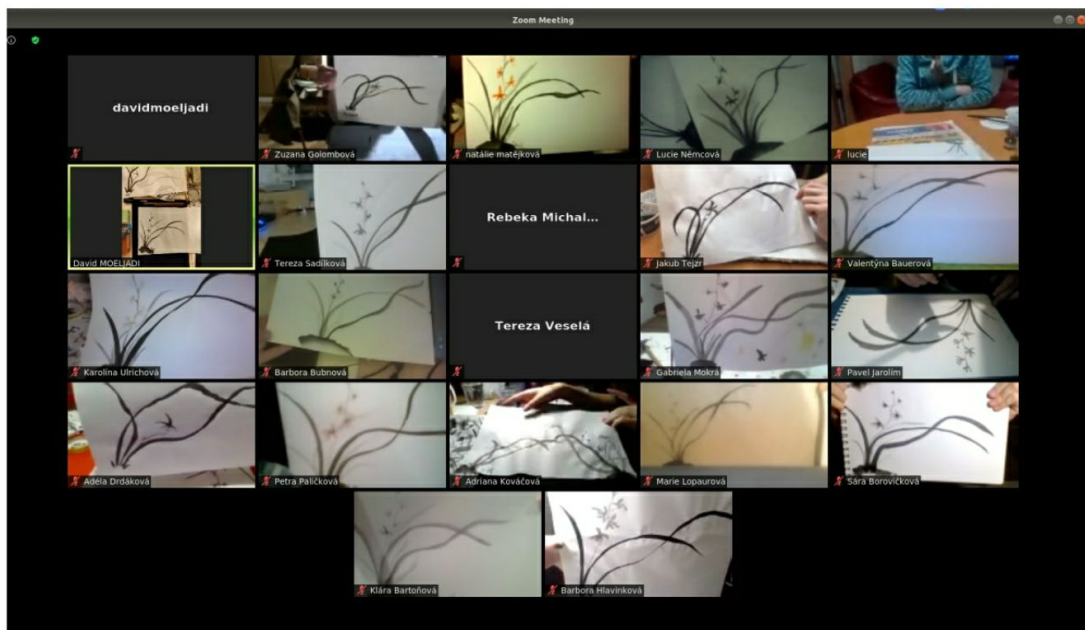 Zoom Meeting
davidmoeljadi
Zuzana Golombová
natálie matějková
Lucie Němcová
lucie
David MOELJADI
Tereza Sadílková
Rebeka Michal...
Jakub Tejzr
Valentýna Bauerová
Karolína Ulrichová
Barbora Bubnová
Tereza Veselá
Gabriela Mokrá
Pavel Jarolím
Adéla Drdáková
Petra Paličková
Adriana Kováčová
Marie Lopaurová
Sára Borovičková
Klára Bartoňová
Barbora Hlavinková